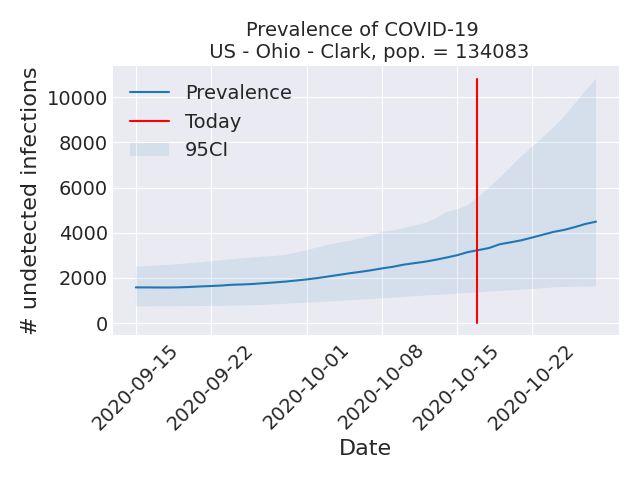 Prevalence of COVID-19
US - Ohio - Clark, pop. = 134083
# undetected infections
10000
8000
6000
4000
2000
0
Prevalence
Today
95CI
2020-09-15
2020-09-22
2020-10-01
2020-10-08
2020-10-15
2020-10-22
Date